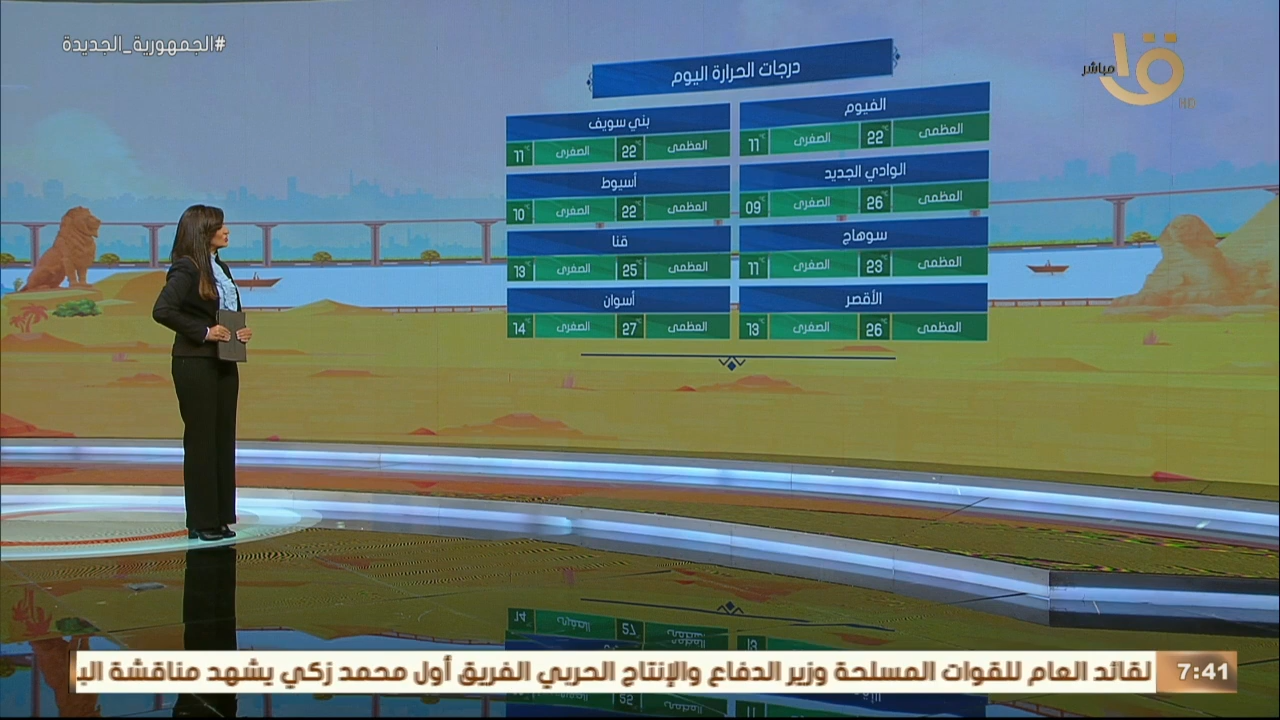 #الجمهورية_الجديدة
مباشر
HD
درجات الحرارة اليوم
الفيوم
العظمى 22 الصغرى 11
بني سويف
العظمى 22 الصغرى 11
الوادي الجديد
العظمى 26 الصغرى 09
أسيوط
العظمى 22 الصغرى 10
سوهاج
العظمى 23 الصغرى 11
قنا
العظمى 25 الصغرى 13
الأقصر
العظمى 26 الصغرى 13
أسوان
العظمى 27 الصغرى 14
7:41
لقائد العام للقوات المسلحة وزير الدفاع والإنتاج الحربي الفريق أول محمد زكي يشهد مناقشة الب